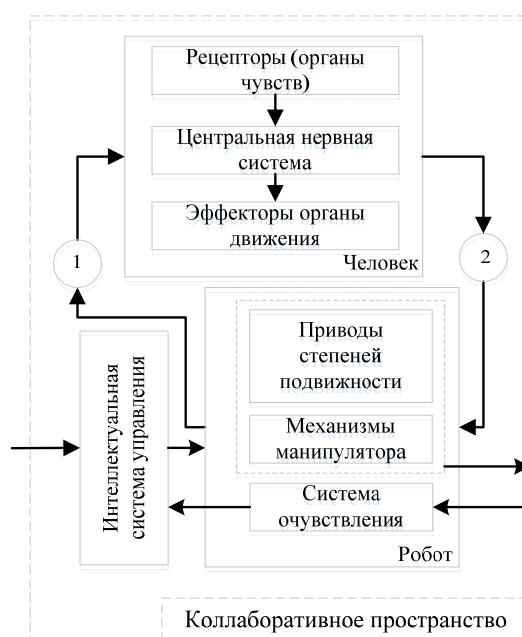 Рецепторы (органы
чувств)
Центральная нервная
система
Эффекторы органы
движения
Человек
1
2
Приводы
степеней
подвижности
Механизмы
манипулятора
Интеллектуальная
система управления
Система
очувствления
Робот
Коллаборативное пространство